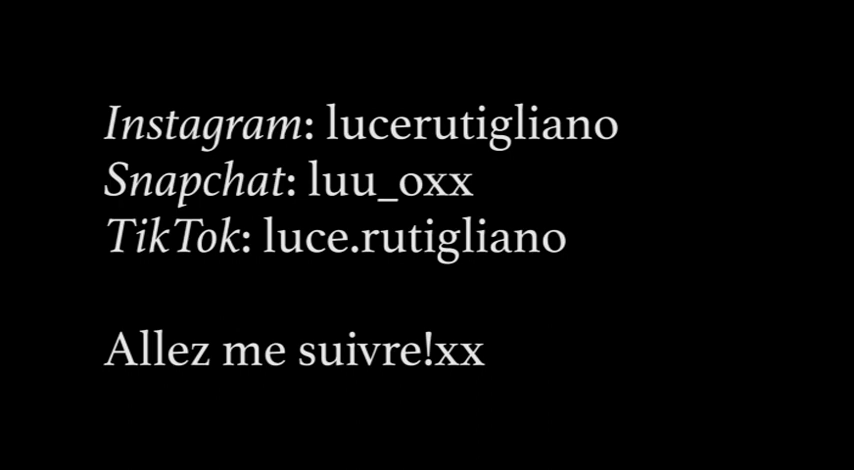 Instagram: lucerutigliano
Snapchat: luu_oxx
TikTok: luce.rutigliano
Allez me suivre!xx